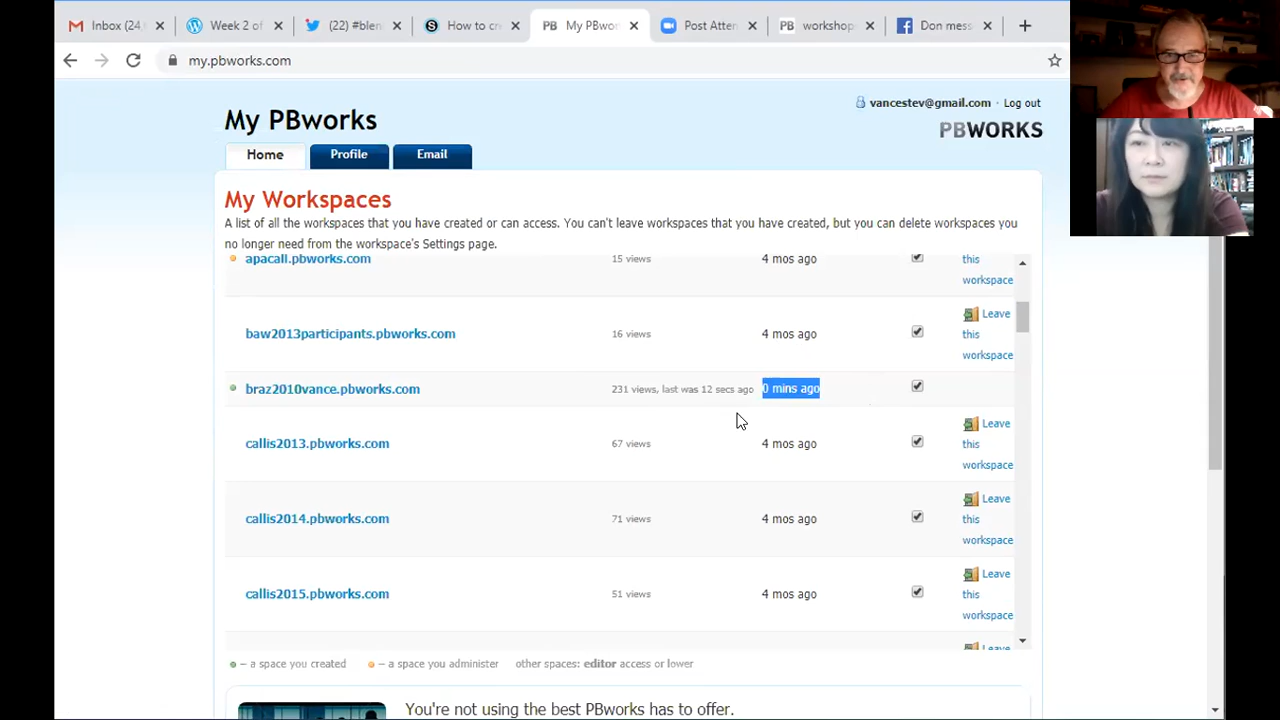 Inbox (24,
Week 2 of
(22) #blen
How to cr
My PBwor
Post Atten
workshop
Don mess
my.pbworks.com
My PBworks
vancestev@gmail.com · Log out
PBWORKS
Home Profile Email
My Workspaces
A list of all the workspaces that you have created or can access. You can't leave workspaces that you have created, but you can delete workspaces you
no longer need from the workspace's Settings page.
apacall.pbworks.com 15 views 4 mos ago this
workspace
baw2013participants.pbworks.com 16 views 4 mos ago Leave
this
workspace
braz2010vance.pbworks.com 231 views, last was 12 secs ago 0 mins ago
callis2013.pbworks.com 67 views 4 mos ago Leave
this
workspace
callis2014.pbworks.com 71 views 4 mos ago Leave
this
workspace
callis2015.pbworks.com 51 views 4 mos ago Leave
this
workspace
Leave
– a space you created – a space you administer other spaces: editor access or lower
You're not using the best PBworks has to offer.